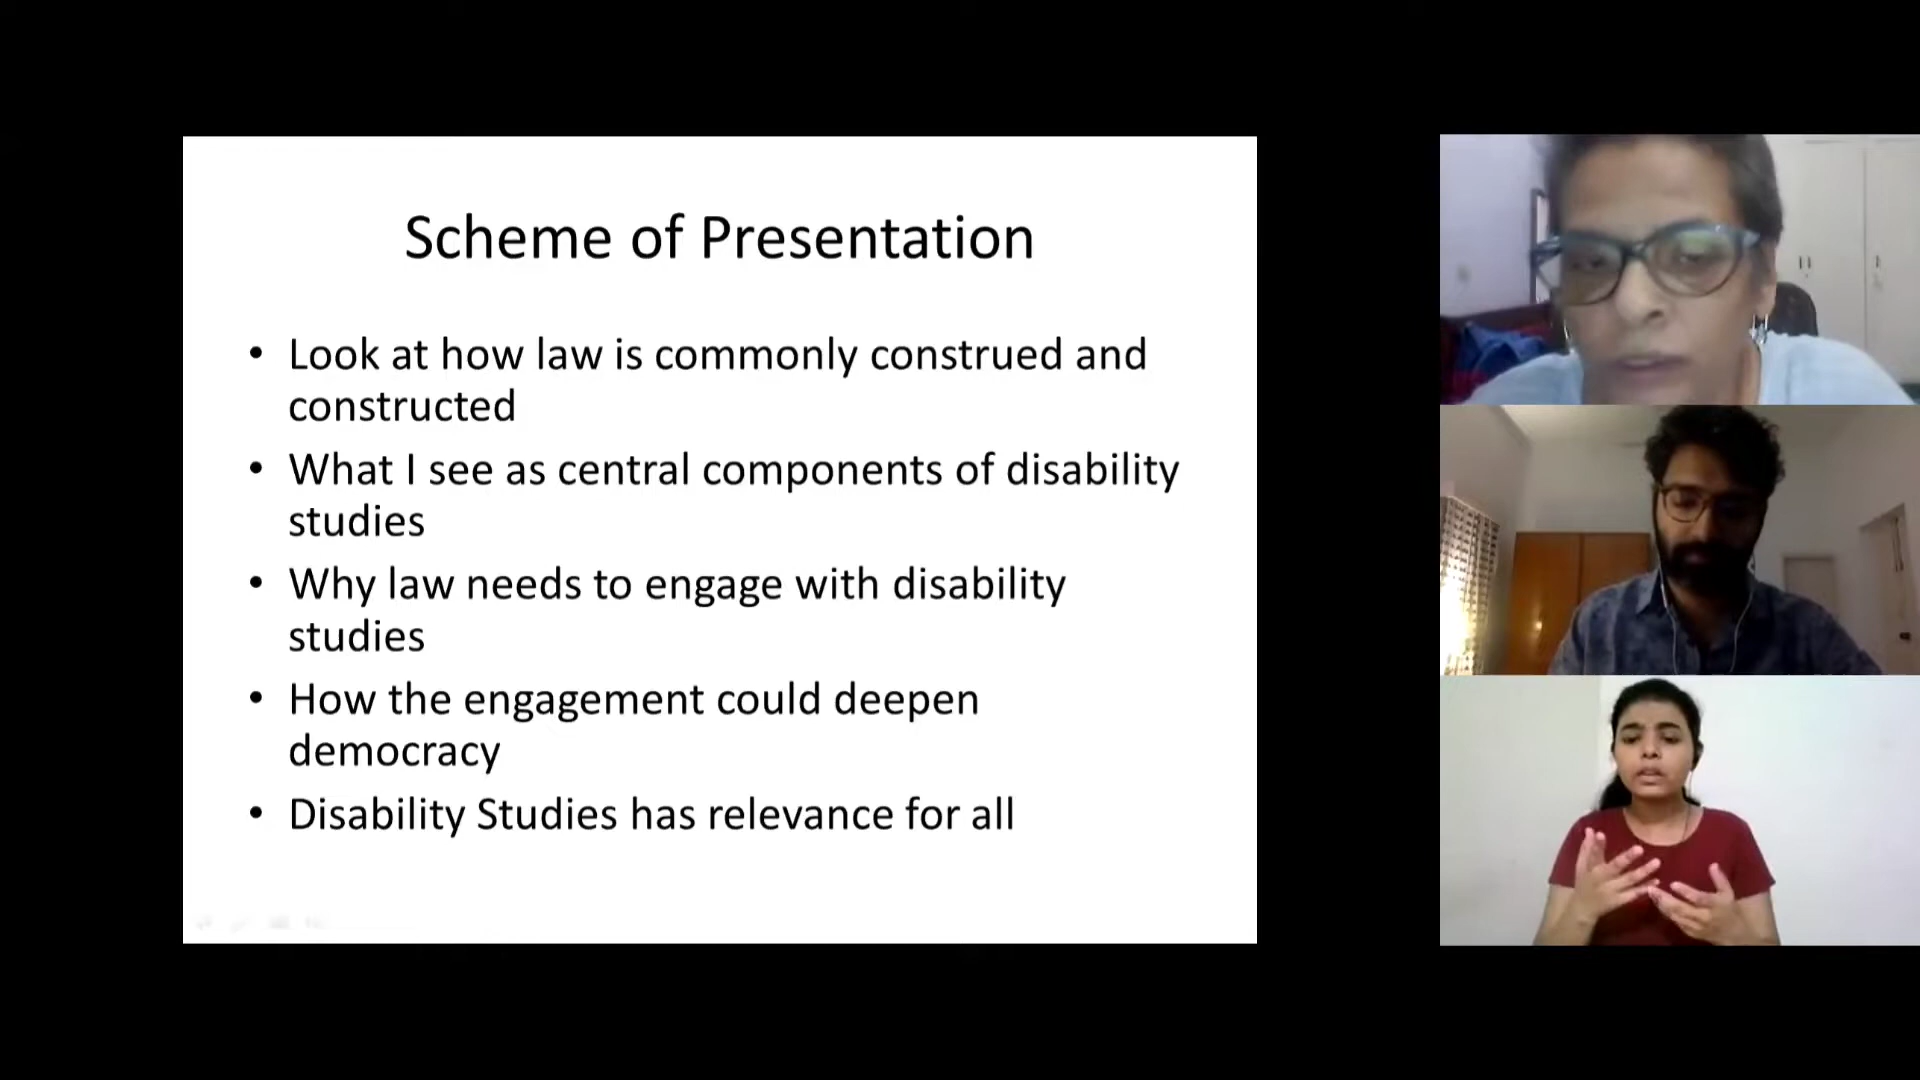 Scheme of Presentation
• Look at how law is commonly construed and
constructed
• What I see as central components of disability
studies
• Why law needs to engage with disability
studies
• How the engagement could deepen
democracy
• Disability Studies has relevance for all